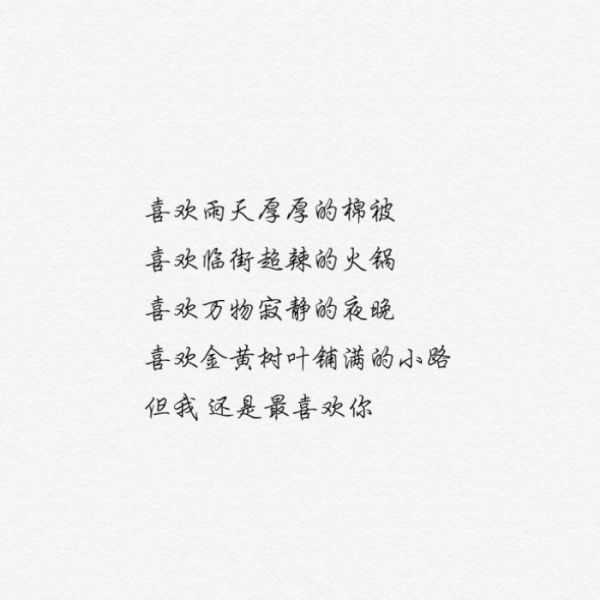 喜欢雨天厚厚的棉被
喜欢临街超辣的火锅
喜欢万物寂静的夜晚
喜欢金黄树叶铺满的小路
但我 还是最喜欢你